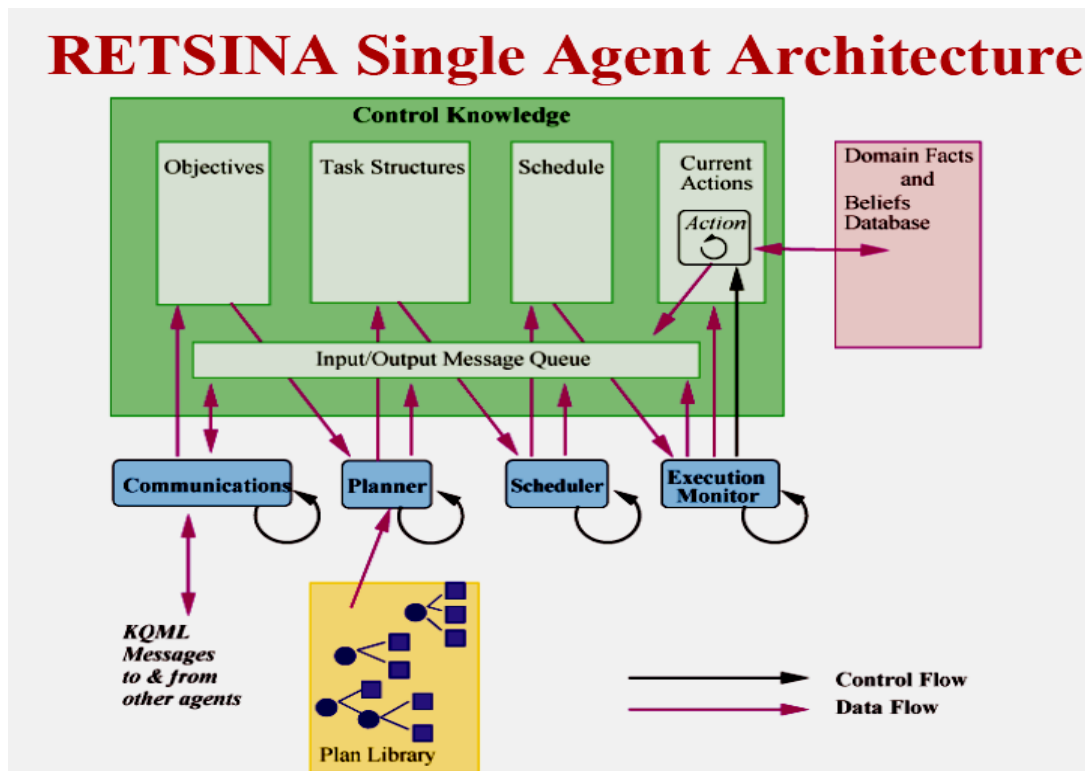 RETSINA Single Agent Architecture
Control Knowledge
Objectives
Task Structures
Schedule
Current
Actions
Action
Domain Facts
and
Beliefs
Database
Input/Output Message Queue
Communications
Planner
Scheduler
Execution
Monitor
KQML
Messages
to & from
other agents
Plan Library
Control Flow
Data Flow